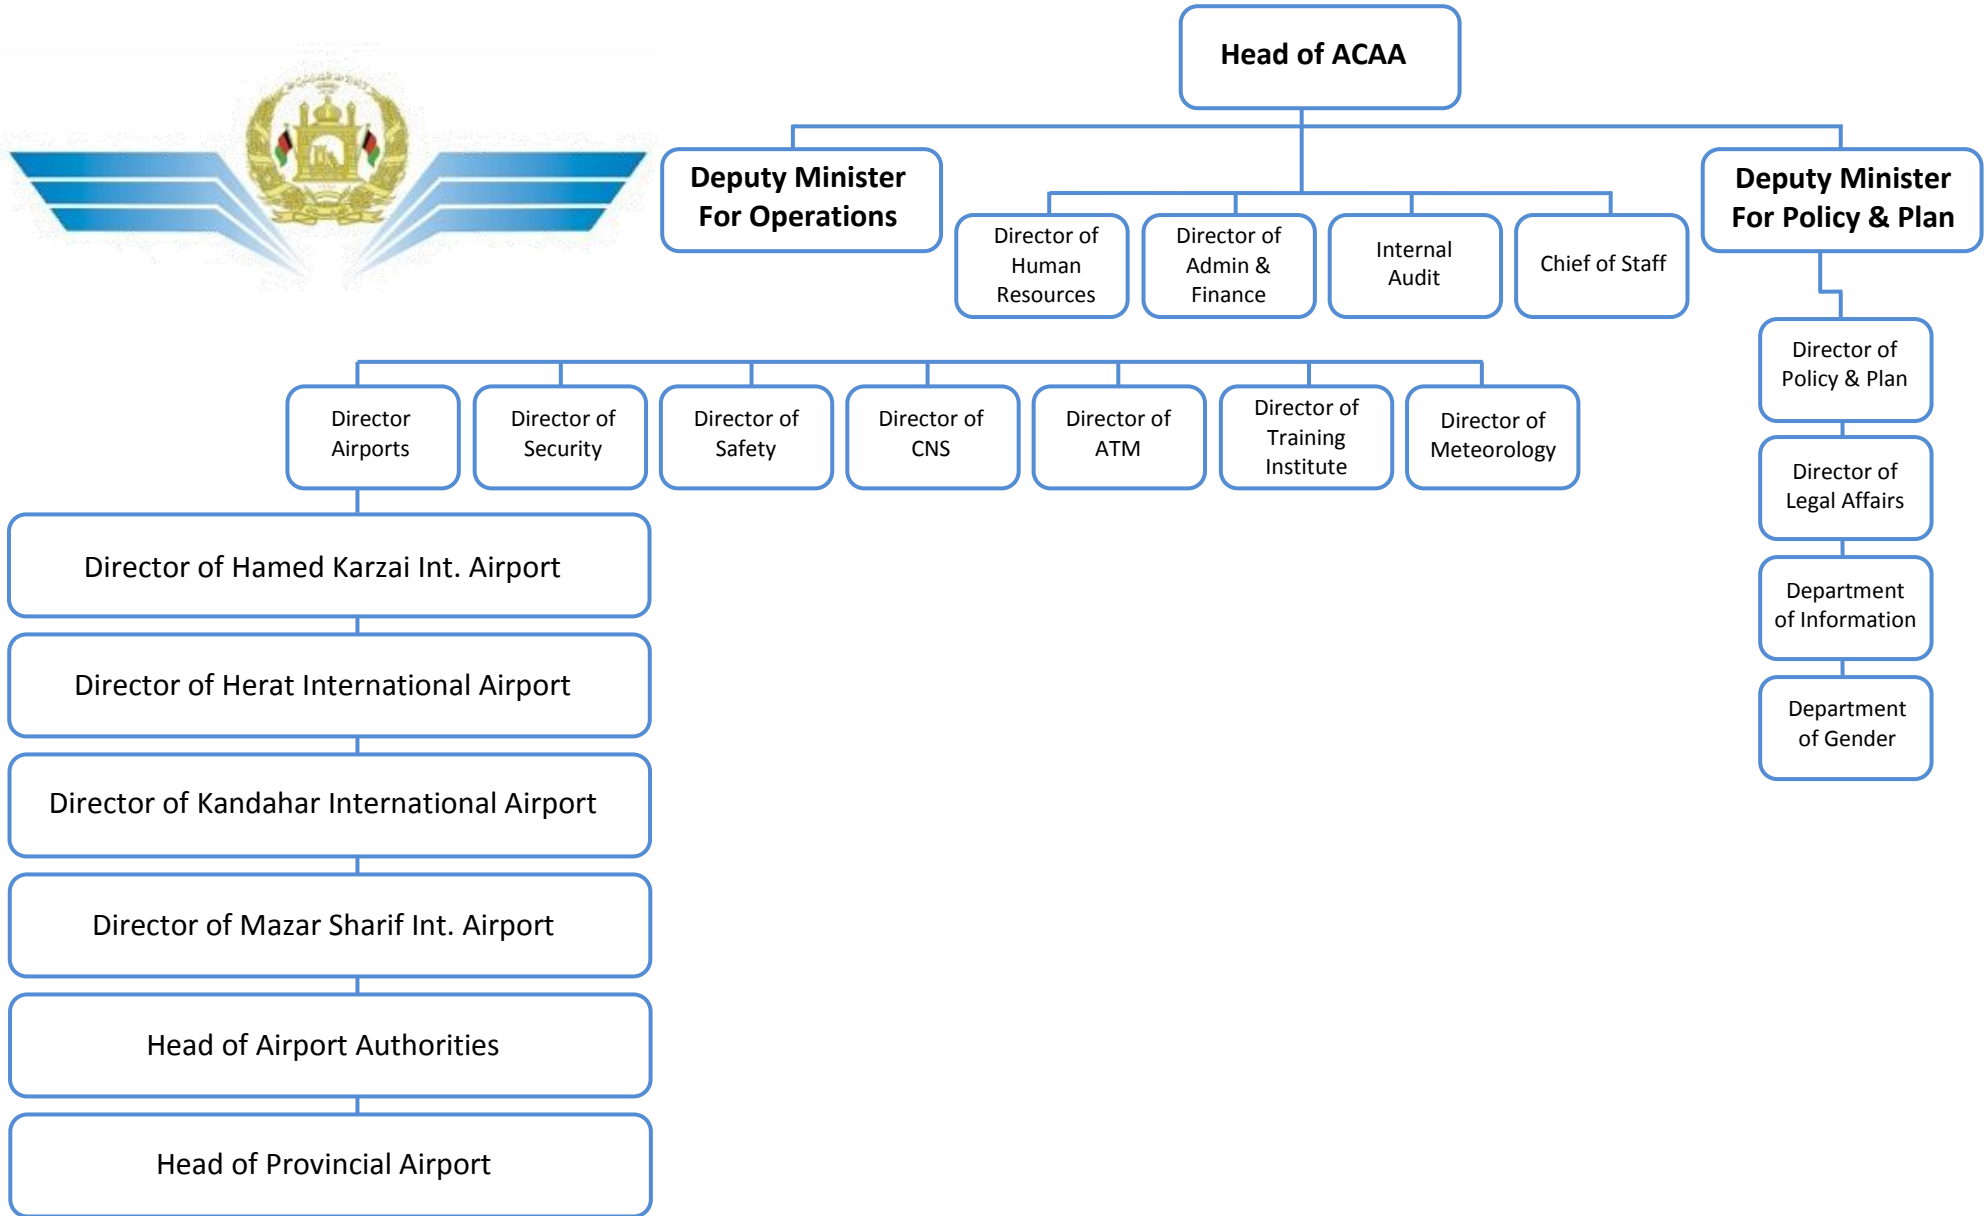 Head of ACAA
Deputy Minister
For Operations
Deputy Minister
For Policy & Plan
Director of
Human
Resources
Director of
Admin &
Finance
Internal
Audit
Chief of Staff
Director
Airports
Director of
Security
Director of
Safety
Director of
CNS
Director of
ATM
Director of
Training
Institute
Director of
Meteorology
Director of
Policy & Plan
Director of
Legal Affairs
Department
of Information
Department
of Gender
Director of Hamed Karzai Int. Airport
Director of Herat International Airport
Director of Kandahar International Airport
Director of Mazar Sharif Int. Airport
Head of Airport Authorities
Head of Provincial Airport